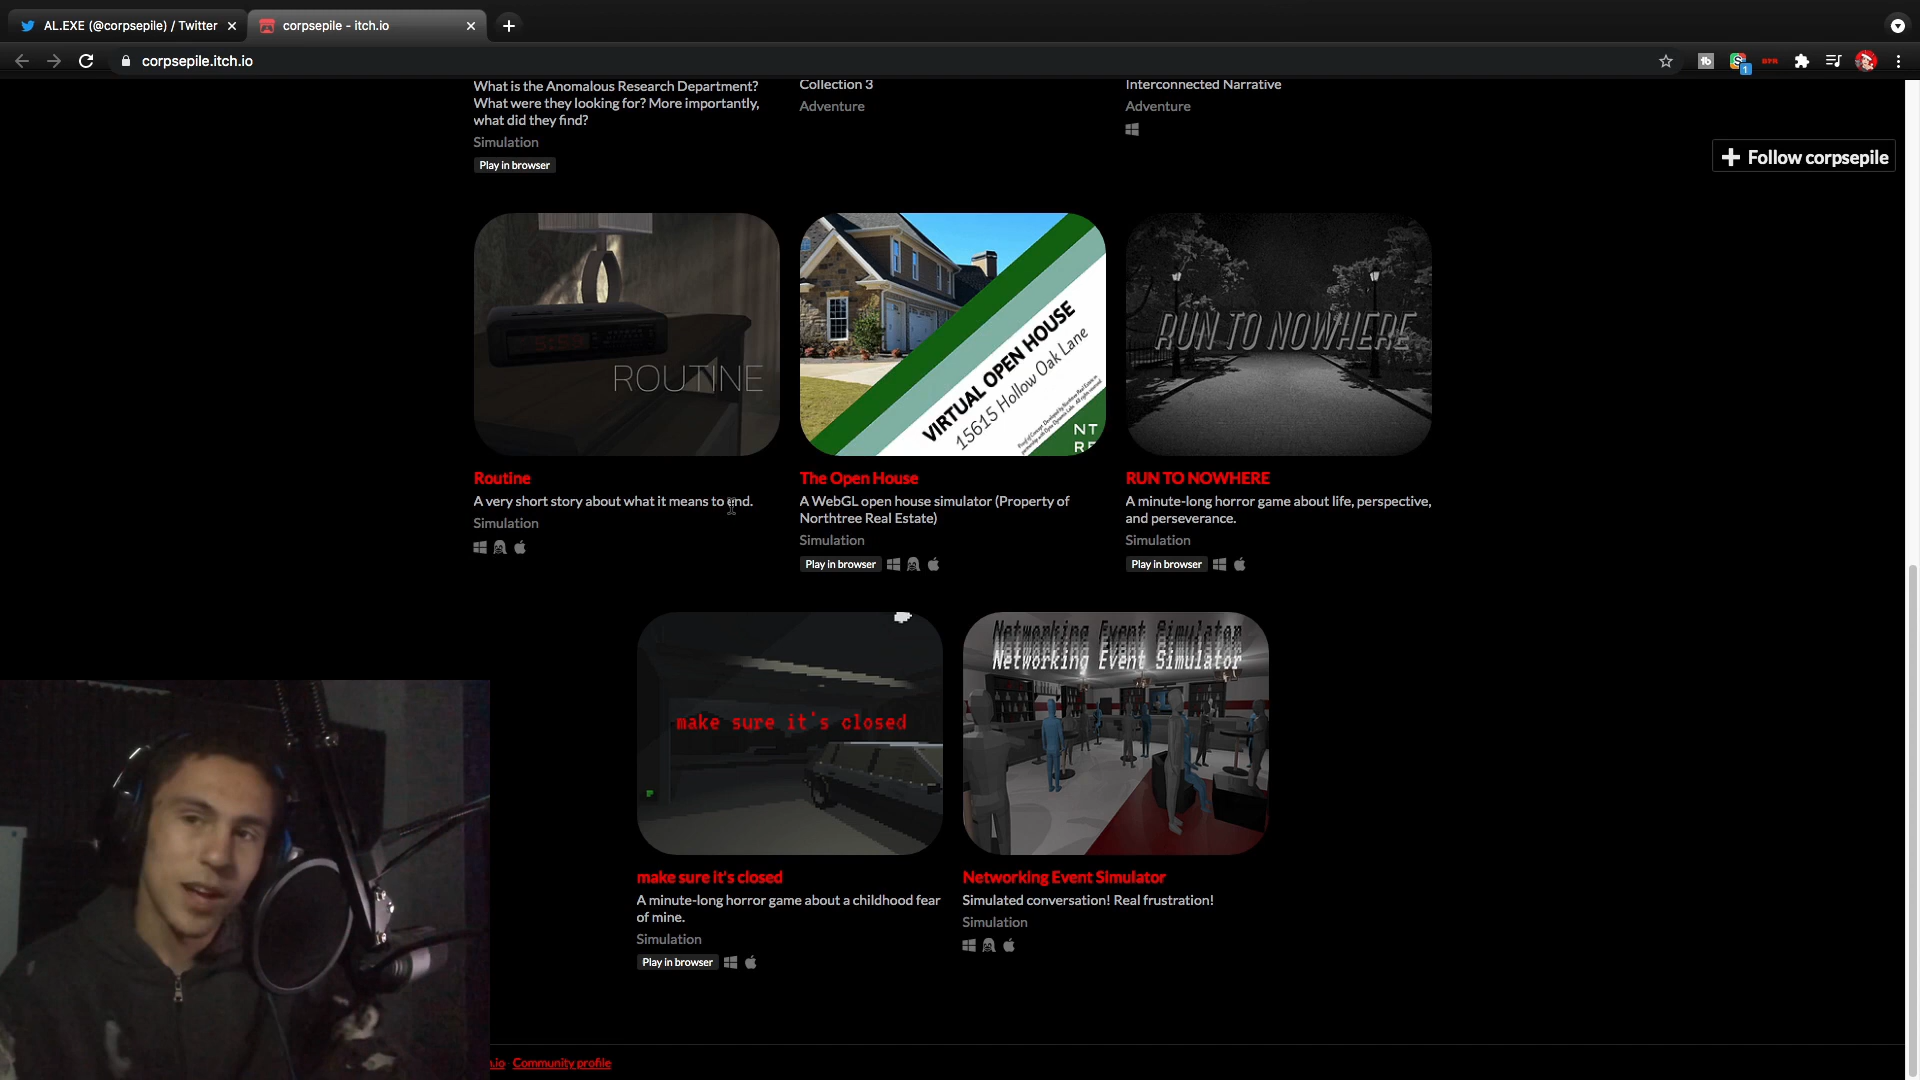 AL.EXE (@corpsepile) / Twitter
corpsepile - itch.io
corpsepile.itch.io
1
What is the Anomalous Research Department?
What were they looking for? More importantly,
what did they find?
Simulation
Play in browser
Collection 3
Adventure
Interconnected Narrative
Adventure
Follow corpsepile
ROUTINE
VIRTUAL OPEN HOUSE
15615 Hollow Oak Lane
NT
RE
RUN TO NOWHERE
Routine
A very short story about what it means to end.
Simulation
The Open House
A WebGL open house simulator (Property of
Northtree Real Estate)
Simulation
Play in browser
RUN TO NOWHERE
A minute-long horror game about life, perspective,
and perseverance.
Simulation
Play in browser
make sure it's closed
Networking Event Simulator
Networking Event Simulator
make sure it's closed
A minute-long horror game about a childhood fear
of mine.
Simulation
Play in browser
Networking Event Simulator
Simulated conversation! Real frustration!
Simulation
.io Community profile